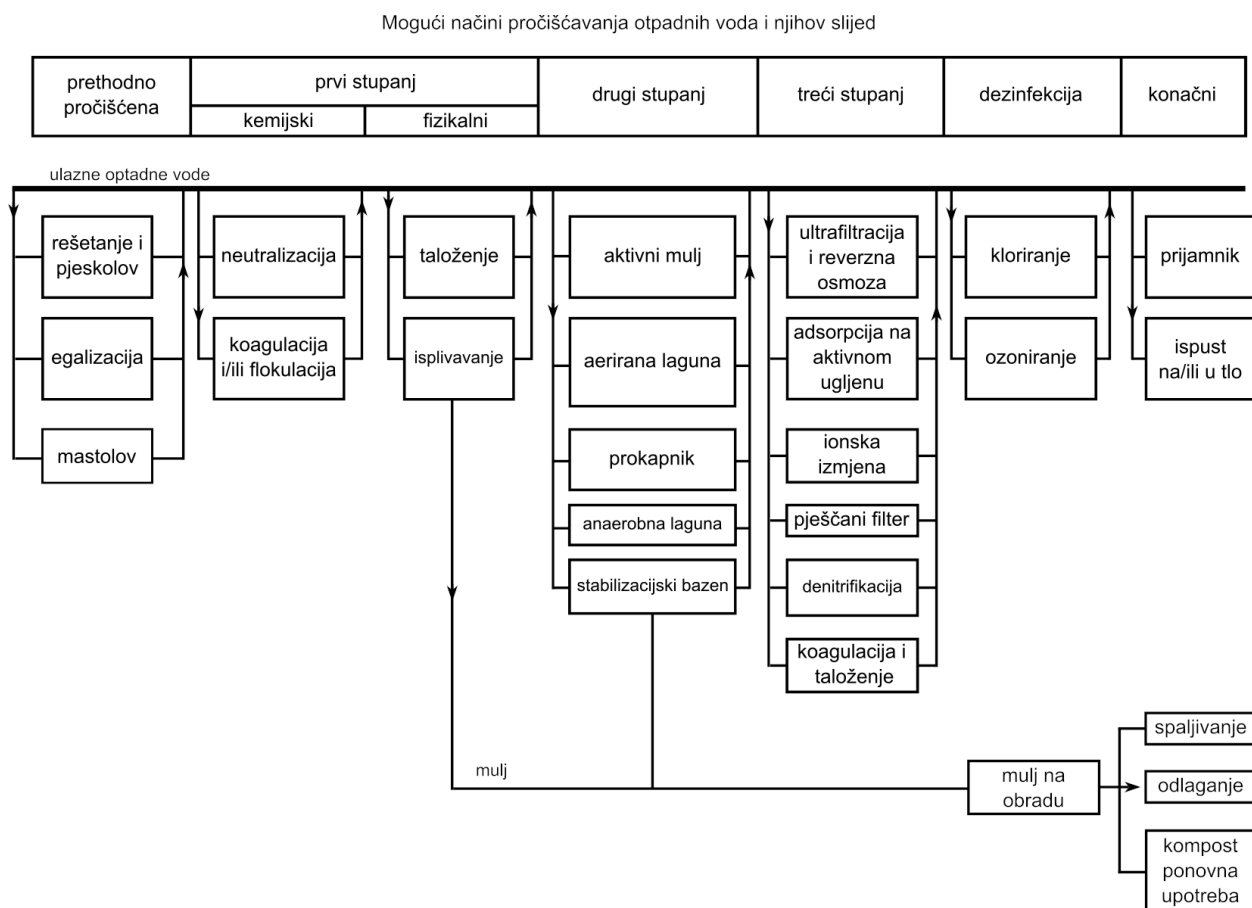 Mogući načini pročišćavanja otpadnih voda i njihov slijed
prethodno
pročišćena
prvi stupanj
kemijski
fizikalni
drugi stupanj
treći stupanj
dezinfekcija
konačni
ulazne optadne vode
rešetanje i
pjeskolov
egalizacija
mastolov
neutralizacija
koagulacija
i/ili flokulacija
taloženje
isplivavanje
aktivni mulj
aerirana laguna
prokapnik
anaerobna laguna
stabilizacijski bazen
ultrafiltracija
i reverzna
osmoza
adsorpcija na
aktivnom
ugljenu
ionska
izmjena
pješčani filter
denitrifikacija
koagulacija i
taloženje
kloriranje
ozoniranje
prijamnik
ispust
na/ili u tlo
mulj
mulj na
obradu
spaljivanje
odlaganje
kompost
ponovna
upotreba